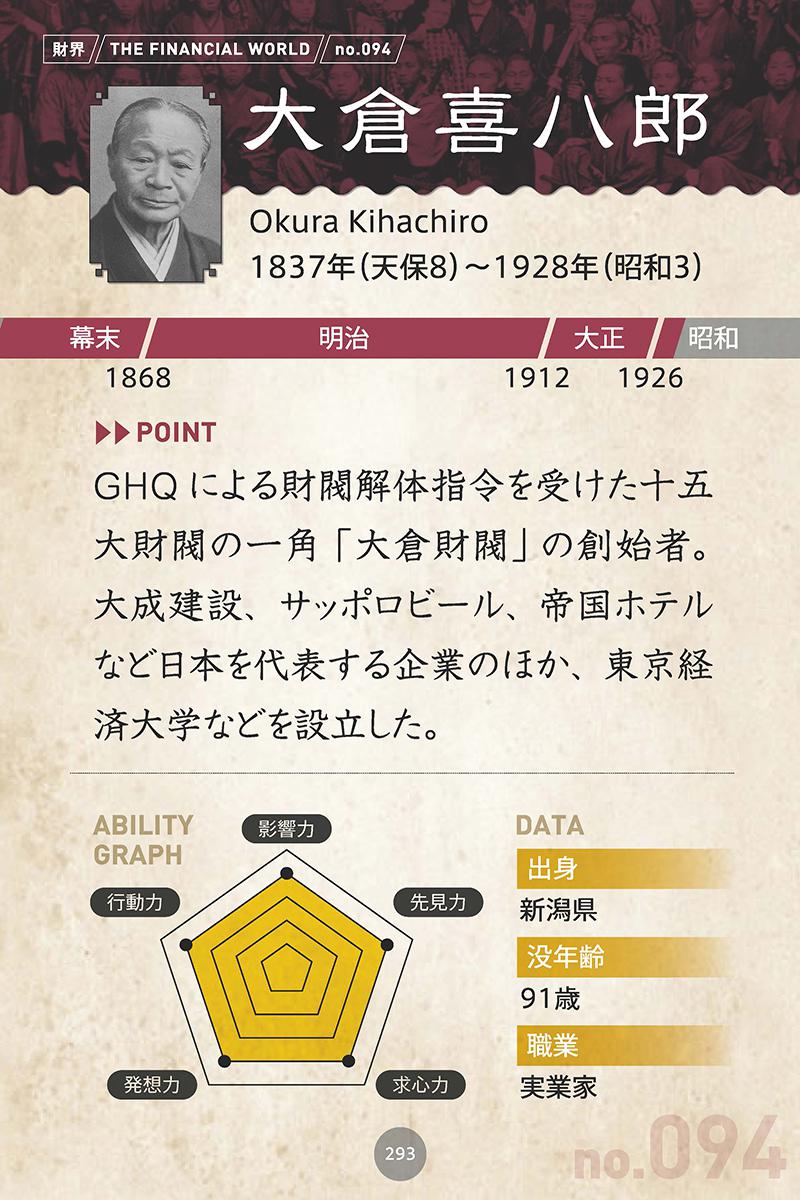 財界 THE FINANCIAL WORLD no.094
大倉喜八郎
Okura Kihachiro
1837年(天保8)～1928年(昭和3)
幕末 明治 大正 昭和
1868 1912 1926
POINT
GHQによる財閥解体指令を受けた十五
大財閥の一角「大倉財閥」の創始者。
大成建設、サッポロビール、帝国ホテル
など日本を代表する企業のほか、東京経
済大学などを設立した。
ABILITY
GRAPH
影響力
行動力
先見力
発想力
求心力
DATA
出身
新潟県
没年齢
91歳
職業
実業家
293
no.094